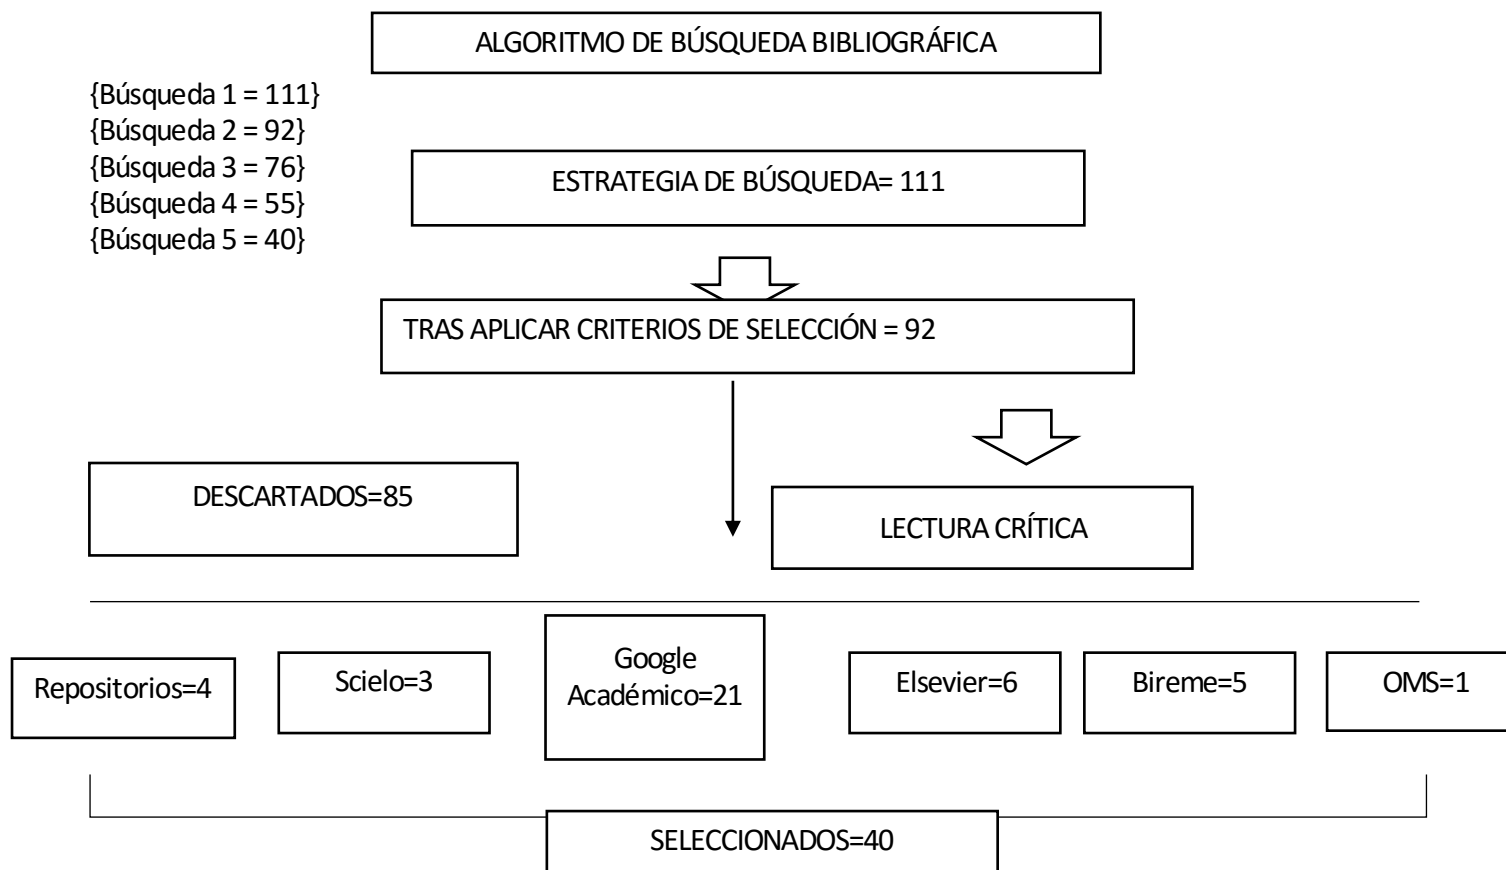 ALGORITMO DE BÚSQUEDA BIBLIOGRÁFICA
{Búsqueda 1 = 111}
{Búsqueda 2 = 92}
{Búsqueda 3 = 76}
{Búsqueda 4 = 55}
{Búsqueda 5 = 40}
ESTRATEGIA DE BÚSQUEDA= 111
TRAS APLICAR CRITERIOS DE SELECCIÓN = 92
DESCARTADOS=85
LECTURA CRÍTICA
Repositorios=4
Scielo=3
Google
Académico=21
Elsevier=6
Bireme=5
OMS=1
SELECCIONADOS=40